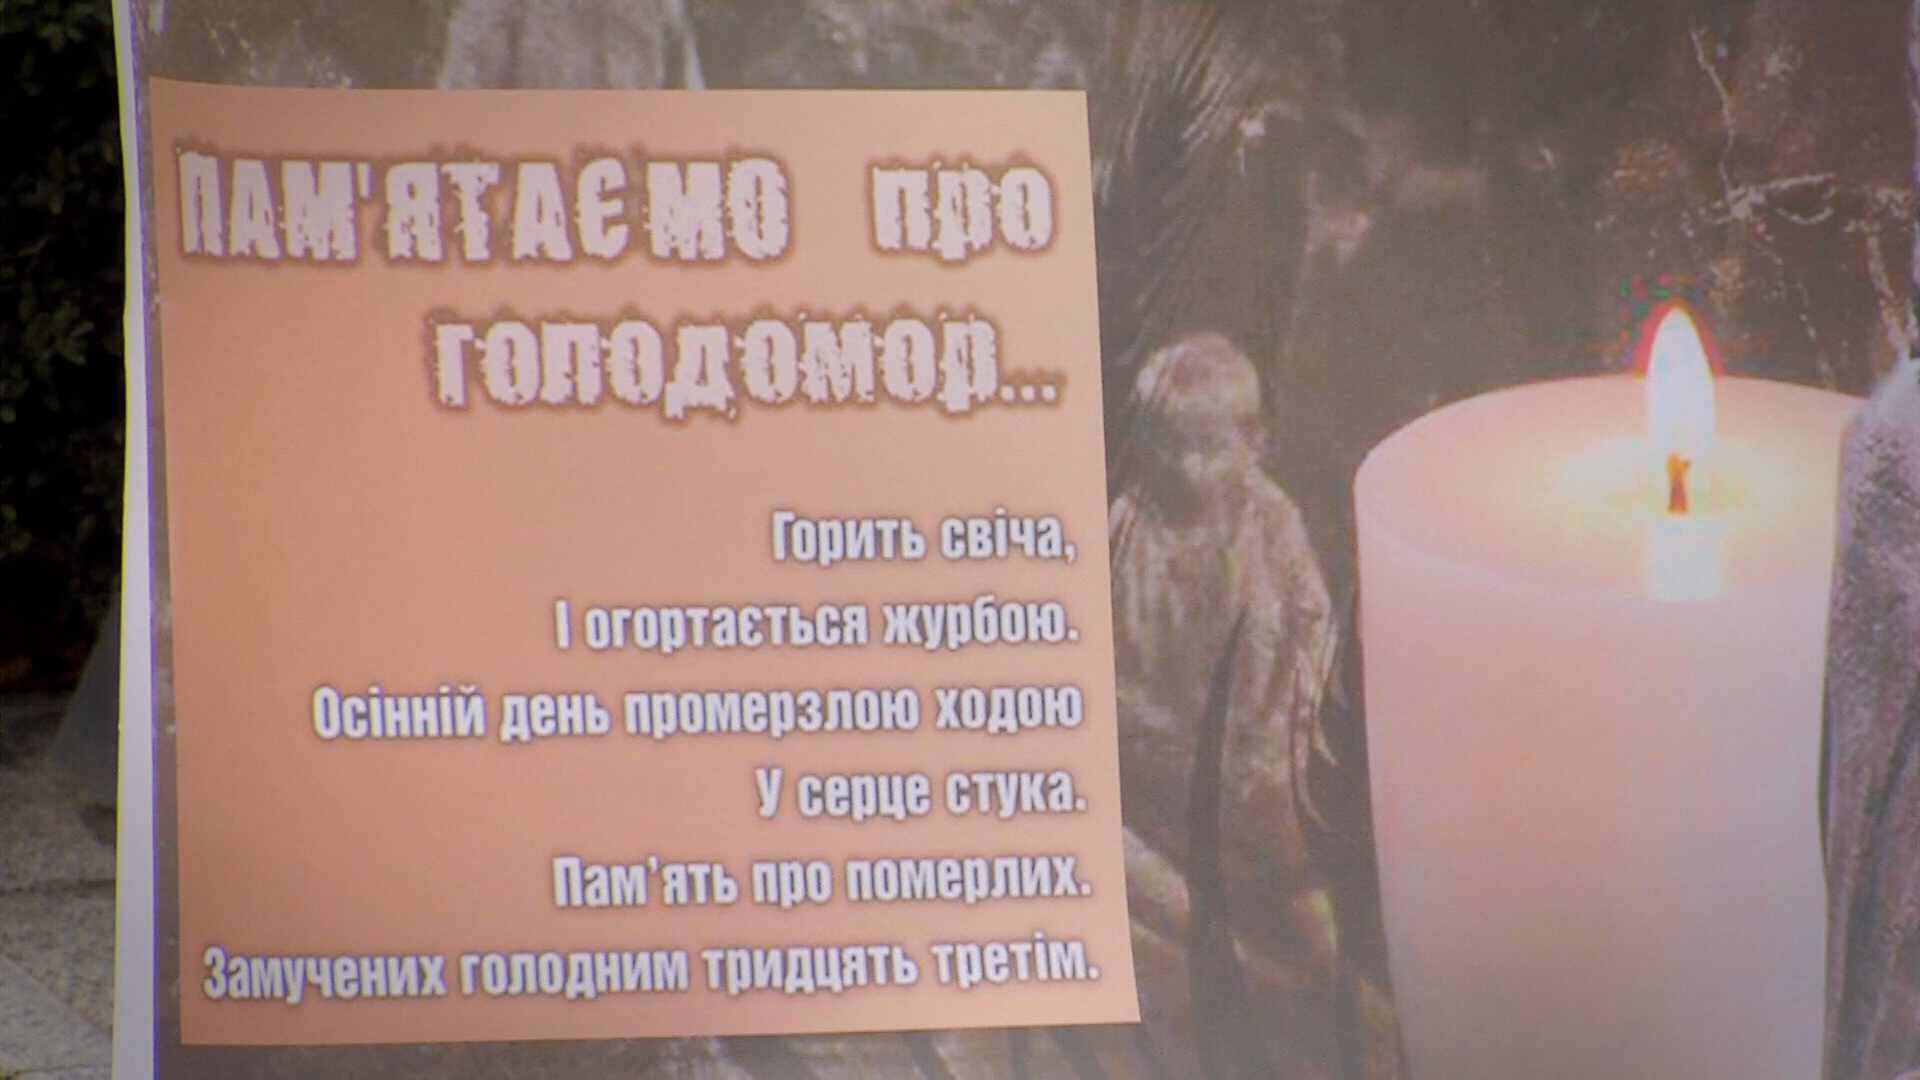 ПАМ'ЯТАЄМО ПРО
ГОЛОДОМОР...
Горить свіча,
І огортається журбою.
Осінній день промерзлою ходою
У серце стука.
Пам’ять про померлих.
Замучених голодним тридцять третім.